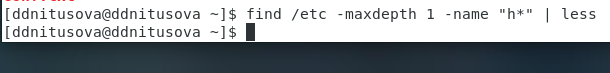 [ddnitusova@ddnitusova ~]$ find /etc -maxdepth 1 -name "h*" | less
[ddnitusova@ddnitusova ~]$